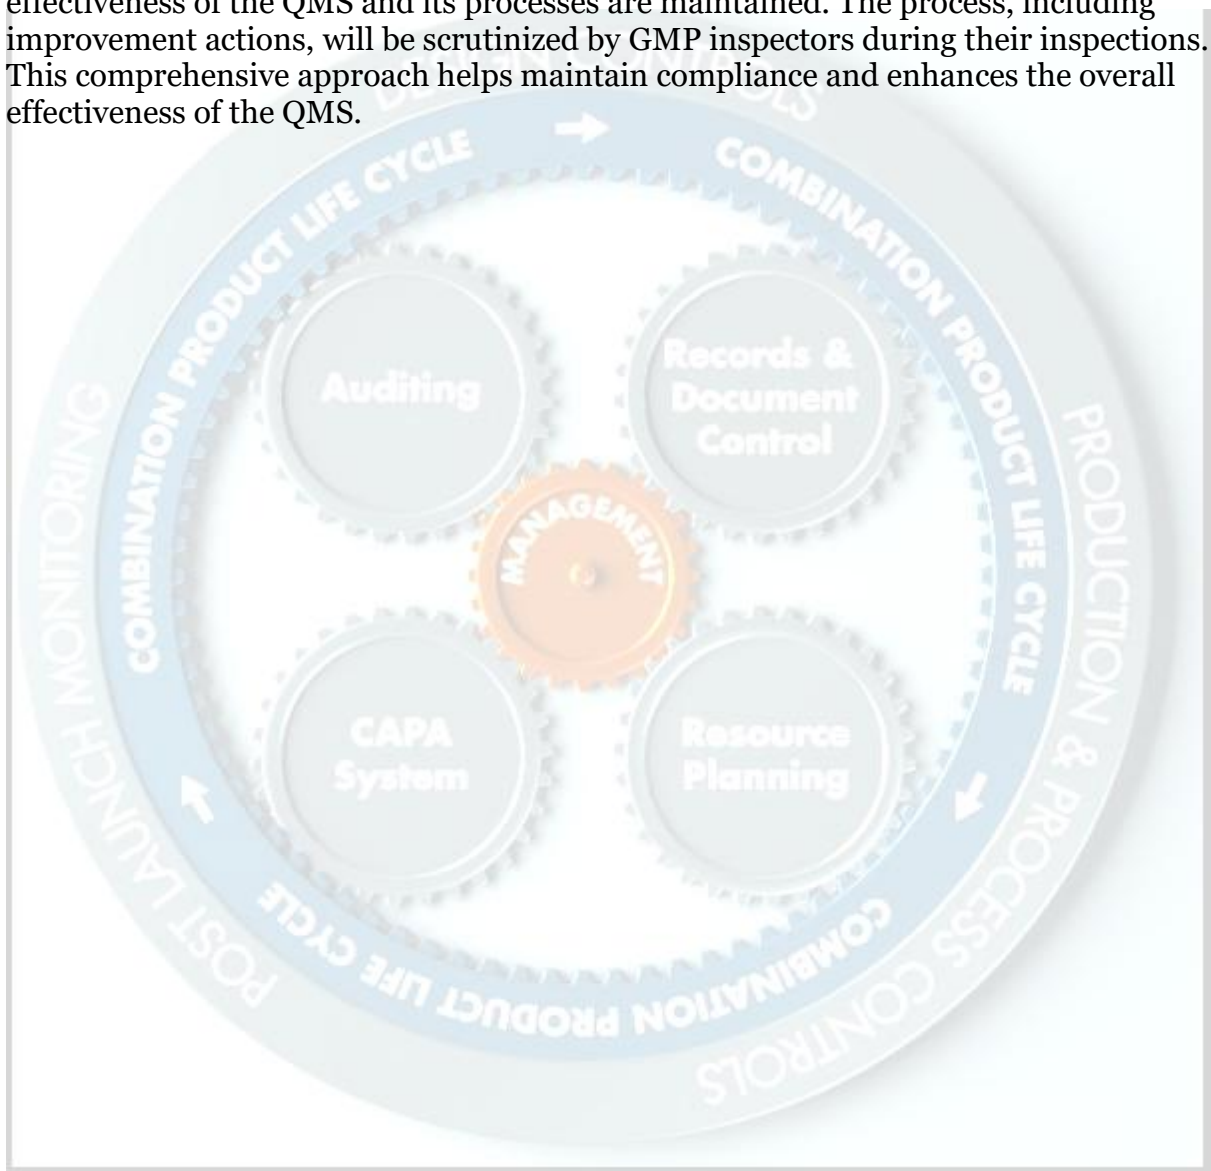 effectiveness of the QMS and its processes are maintained. The process, including
improvement actions, will be scrutinized by GMP inspectors during their inspections.
This comprehensive approach helps maintain compliance and enhances the overall
effectiveness of the QMS.
DESIGN CONTROLS
COMBINATION PRODUCT LIFE CYCLE
COMBINATION PRODUCT LIFE CYCLE
Auditing
Records &
Document
Control
MANAGEMENT
CAPA
System
Resource
Planning
COMBINATION PRODUCT LIFE CYCLE
POST LAUNCH MONITORING
PRODUCTION & PROCESS CONTROLS